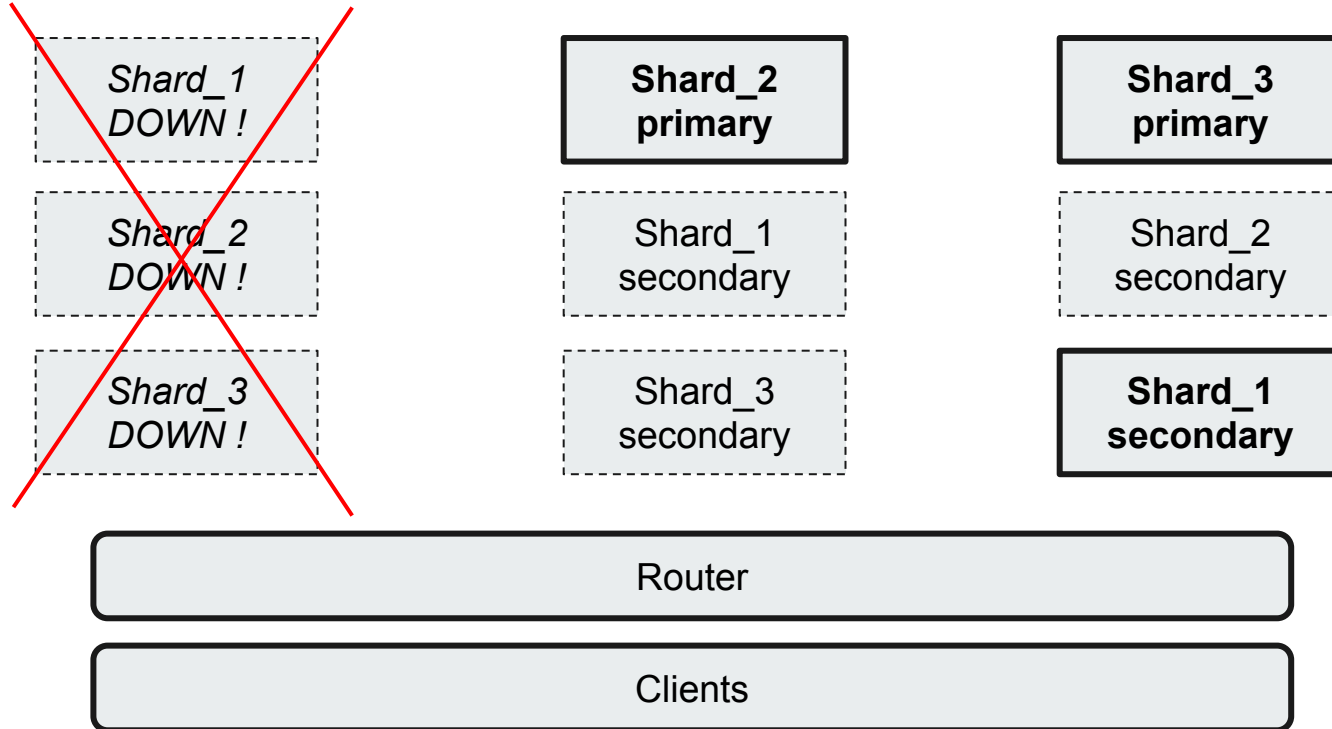 Shard_1
DOWN !
Shard_2
primary
Shard_3
primary
Shard_2
DOWN !
Shard_1
secondary
Shard_2
secondary
Shard_3
DOWN !
Shard_3
secondary
Shard_1
secondary
Router
Clients